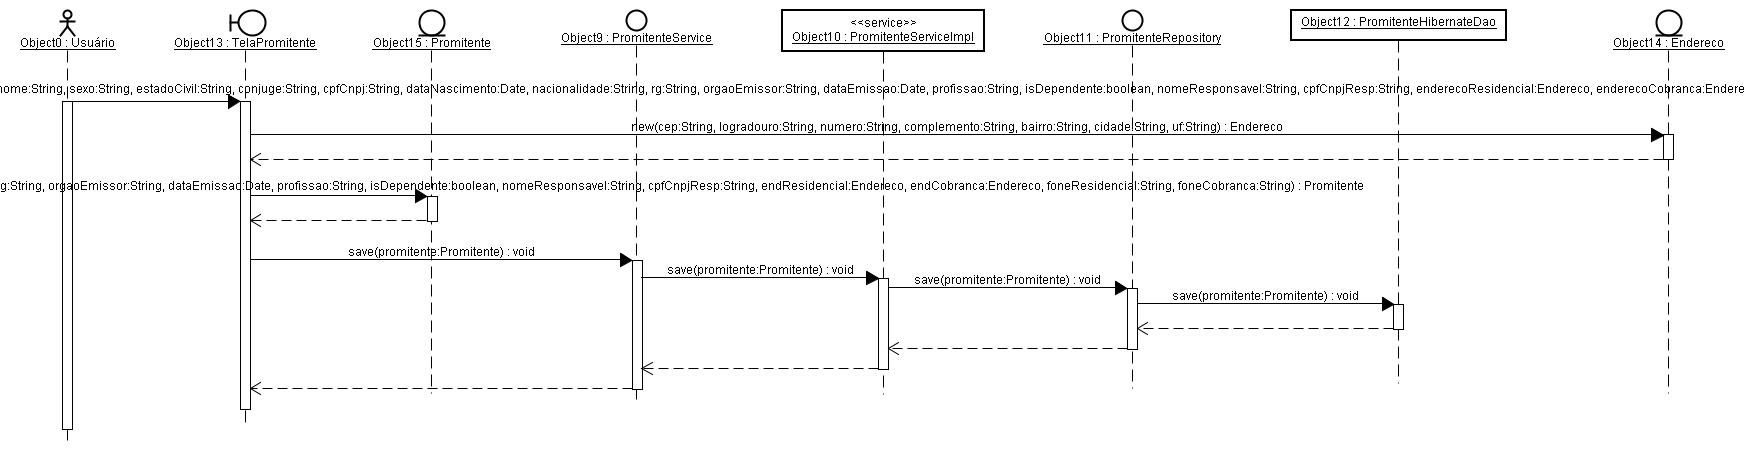 Object0 : Usuário
Object13 : TelaPromitente
Object15 : Promitente
Object9 : PromitenteService
<<service>>
Object10 : PromitenteServiceImpl
Object11 : PromitenteRepository
Object12 : PromitenteHibernateDao
Object14 : Endereco
nome:String, sexo:String, estadoCivil:String, conjuge:String, cpfCnpj:String, dataNascimento:Date, nacionalidade:String, rg:String, orgaoEmissor:String, dataEmissao:Date, profissao:String, isDependente:boolean, nomeResponsavel:String, cpfCnpjResp:String, enderecoResidencial:Endereco, enderecoCobranca:Endere
new(cep:String, logradouro:String, numero:String, complemento:String, bairro:String, cidade:String, uf:String) : Endereco
g:String, orgaoEmissor:String, dataEmissao:Date, profissao:String, isDependente:boolean, nomeResponsavel:String, cpfCnpjResp:String, endResidencial:Endereco, endCobranca:Endereco, foneResidencial:String, foneCobranca:String) : Promitente
save(promitente:Promitente) : void
save(promitente:Promitente) : void
save(promitente:Promitente) : void
save(promitente:Promitente) : void